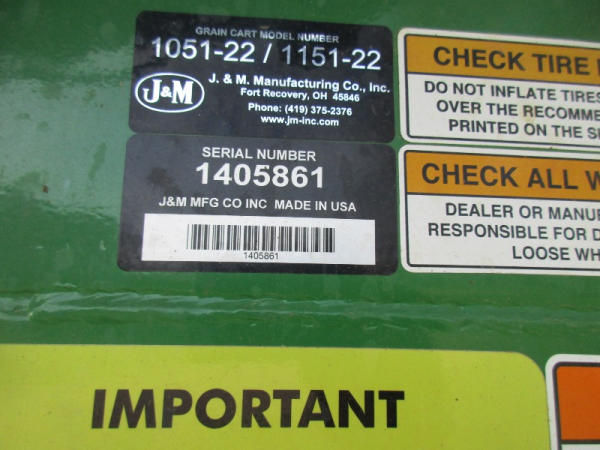 GRAIN CART MODEL NUMBER
1051-22 / 1151-22
J&M
J. & M. Manufacturing Co., Inc.
Fort Recovery, OH 45846
Phone: (419) 375-2376
www.jm-inc.com
SERIAL NUMBER
1405861
J&M MFG CO INC MADE IN USA
1405861
CHECK TIRE
DO NOT INFLATE TIRES
OVER THE RECOMME
PRINTED ON THE S
CHECK ALL W
DEALER OR MANU
RESPONSIBLE FOR D
LOOSE WH
IMPORTANT